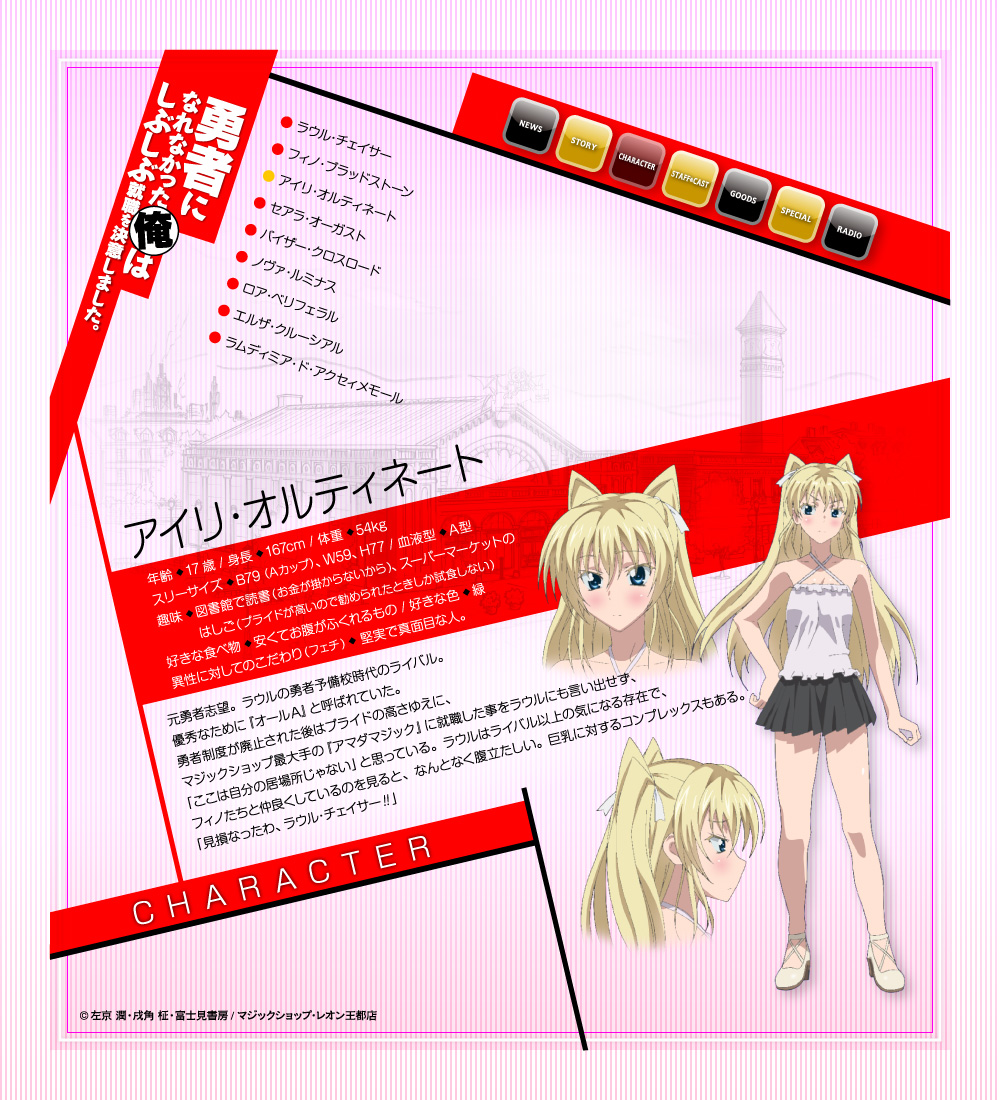 勇者に
なれなかった
俺は
しぶしぶ就職を決意しました。
NEWS
STORY
CHARACTER
STAFF+CAST
GOODS
SPECIAL
RADIO
ラウル・チェイサー
フィノ・ブラッドストーン
アイリ・オルティネート
セアラ・オーガスト
バイザー・クロスロード
ノヴァ・ルミナス
ロア・ペリフェラル
エルザ・クルーシアル
ラムディミア・ド・アクセィメモール
アイリ・オルティネート
年齢◆17歳 / 身長◆167cm / 体重◆54kg
スリーサイズ◆B79（Aカップ）、W59、H77 / 血液型◆A型
趣味◆図書館で読書（お金が掛からないから）、スーパーマーケットの
はしご（プライドが高いので勧められたときしか試食しない）
好きな食べ物◆安くてお腹がふくれるもの / 好きな色◆緑
異性に対してのこだわり（フェチ）◆堅実で真面目な人。
元勇者志望。ラウルの勇者予備校時代のライバル。
優秀なために『オールA』と呼ばれていた。
勇者制度が廃止された後はプライドの高さゆえに、
マジックショップ最大手の『アマダマジック』に就職した事をラウルにも言い出せず、
「ここは自分の居場所じゃない」と思っている。ラウルはライバル以上の気になる存在で、
フィノたちと仲良くしているのを見ると、なんとなく腹立たしい。巨乳に対するコンプレックスもある。
「見損なったわ、ラウル・チェイサー!!」
CHARACTER
©左京 潤・戌角 柾・富士見書房 / マジックショップ・レオン王都店